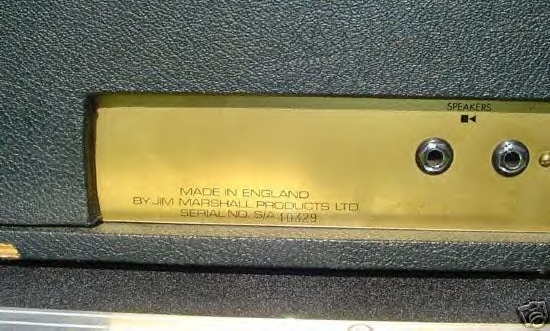 SPEAKERS
MADE IN ENGLAND
BY JIM MARSHALL PRODUCTS LTD.
SERIAL NO. S/A 10329